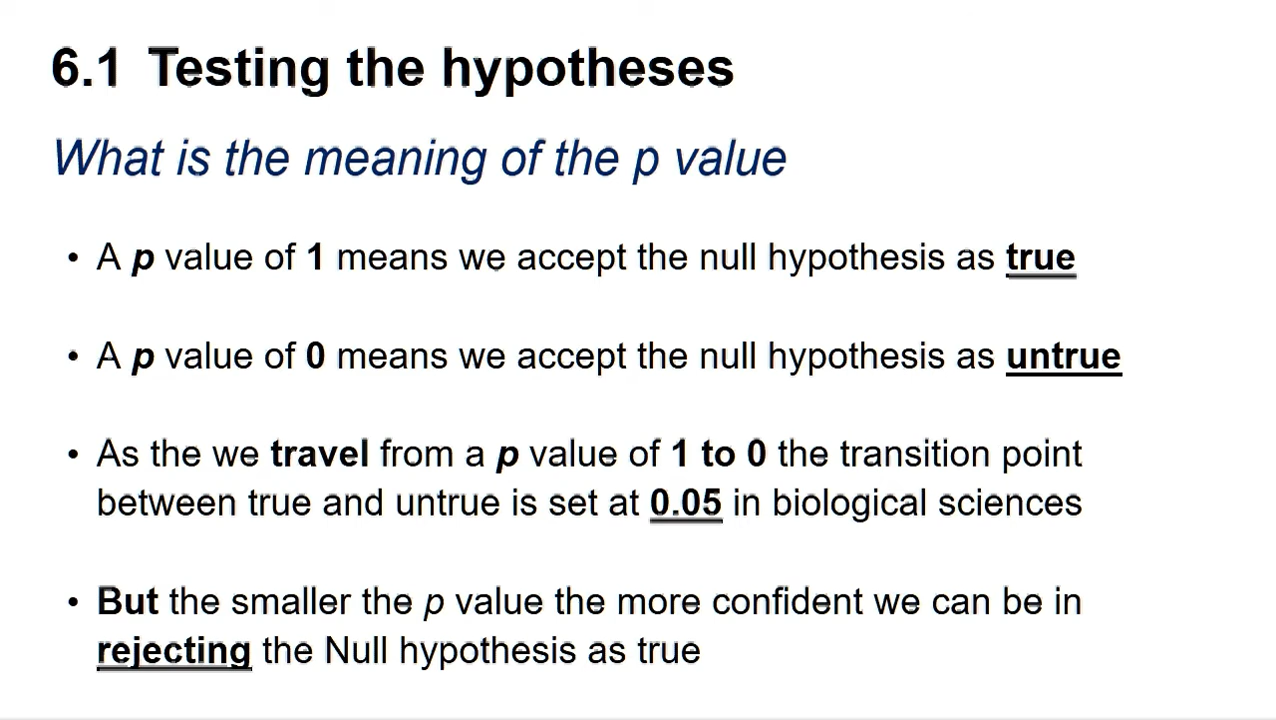 6.1 Testing the hypotheses
What is the meaning of the p value
• A p value of 1 means we accept the null hypothesis as true
• A p value of 0 means we accept the null hypothesis as untrue
• As the we travel from a p value of 1 to 0 the transition point
between true and untrue is set at 0.05 in biological sciences
• But the smaller the p value the more confident we can be in
rejecting the Null hypothesis as true